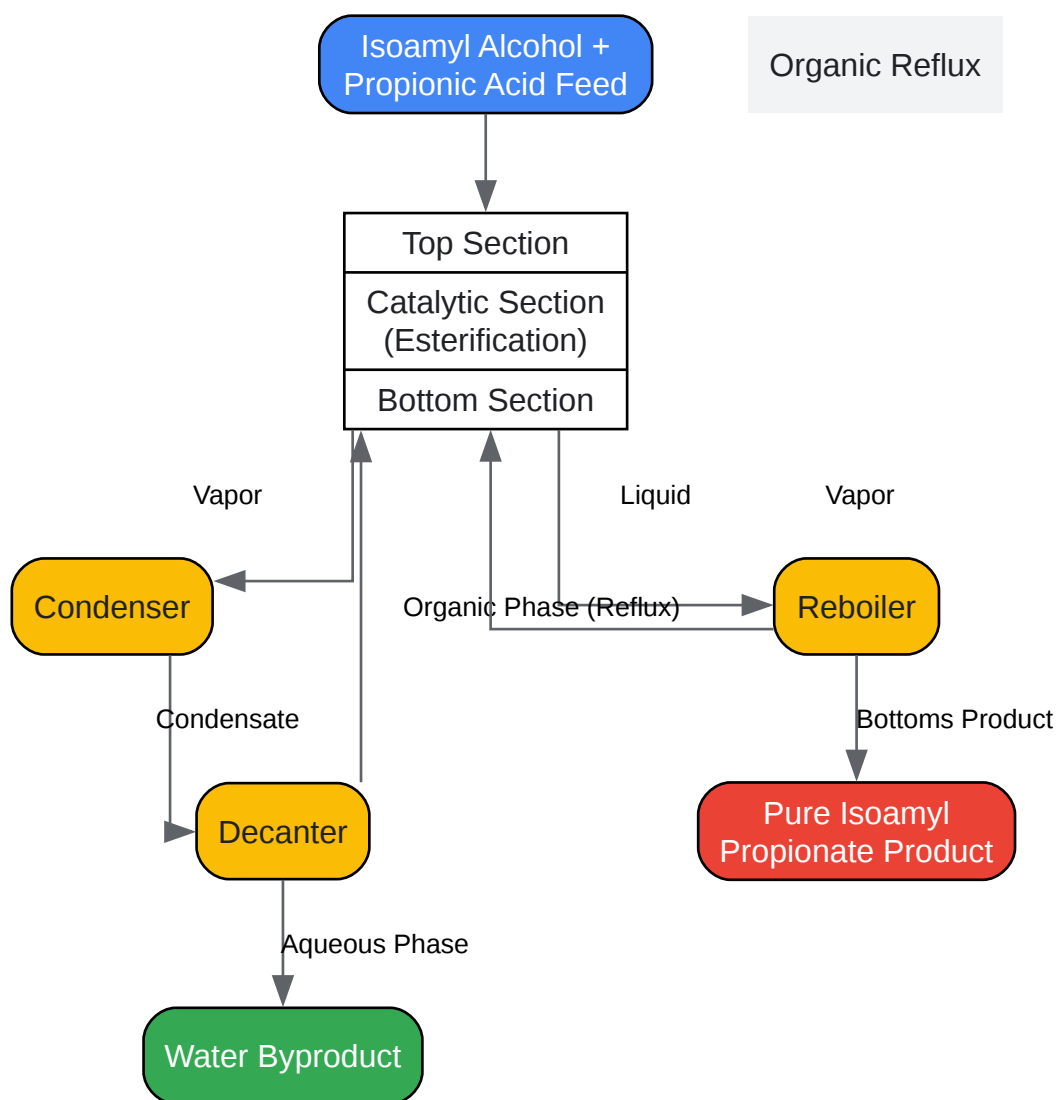 Isoamyl Alcohol +
Propionic Acid Feed
Organic Reflux
Top Section
Catalytic Section
(Esterification)
Bottom Section
Vapor
Liquid
Vapor
Condenser
Organic Phase (Reflux)
Reboiler
Condensate
Bottoms Product
Decanter
Pure Isoamyl
Propionate Product
Aqueous Phase
Water Byproduct